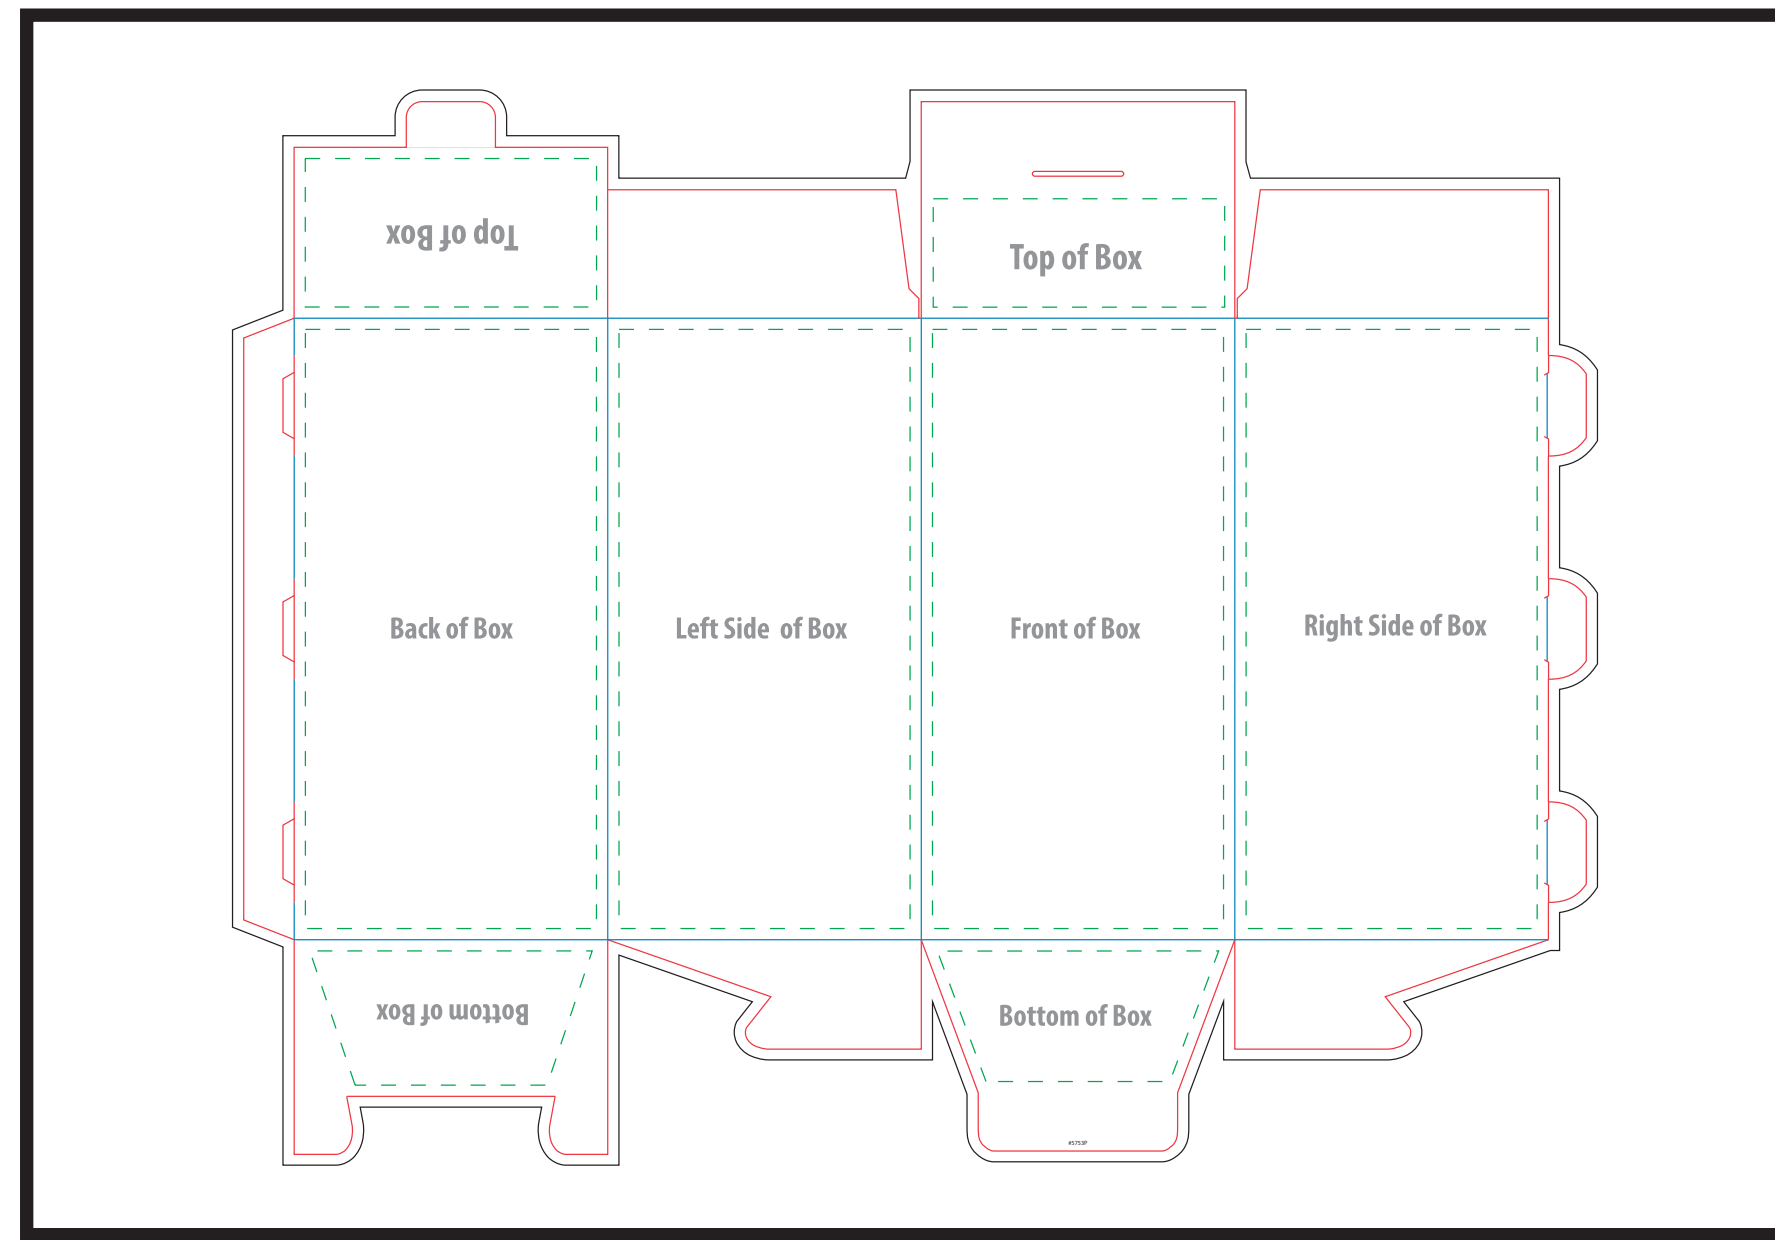 Top of Box
Top of Box
Back of Box
Left Side of Box
Front of Box
Right Side of Box
Bottom of Box
Bottom of Box
#5753P